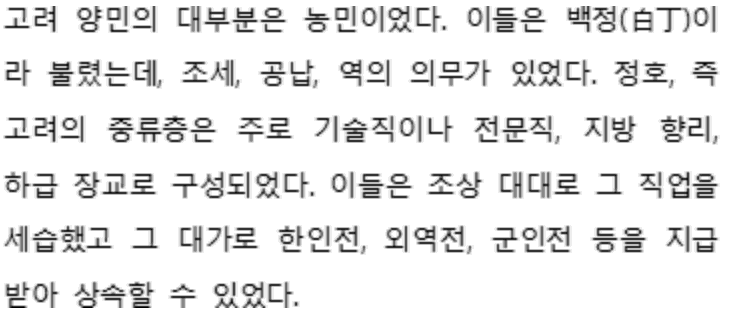 고려 양민의 대부분은 농민이었다. 이들은 백정(白丁)이
라 불렸는데, 조세, 공납, 역의 의무가 있었다. 정호, 즉
고려의 중류층은 주로 기술직이나 전문직, 지방 향리,
하급 장교로 구성되었다. 이들은 조상 대대로 그 직업을
세습했고 그 대가로 한인전, 외역전, 군인전 등을 지급
받아 상속할 수 있었다.